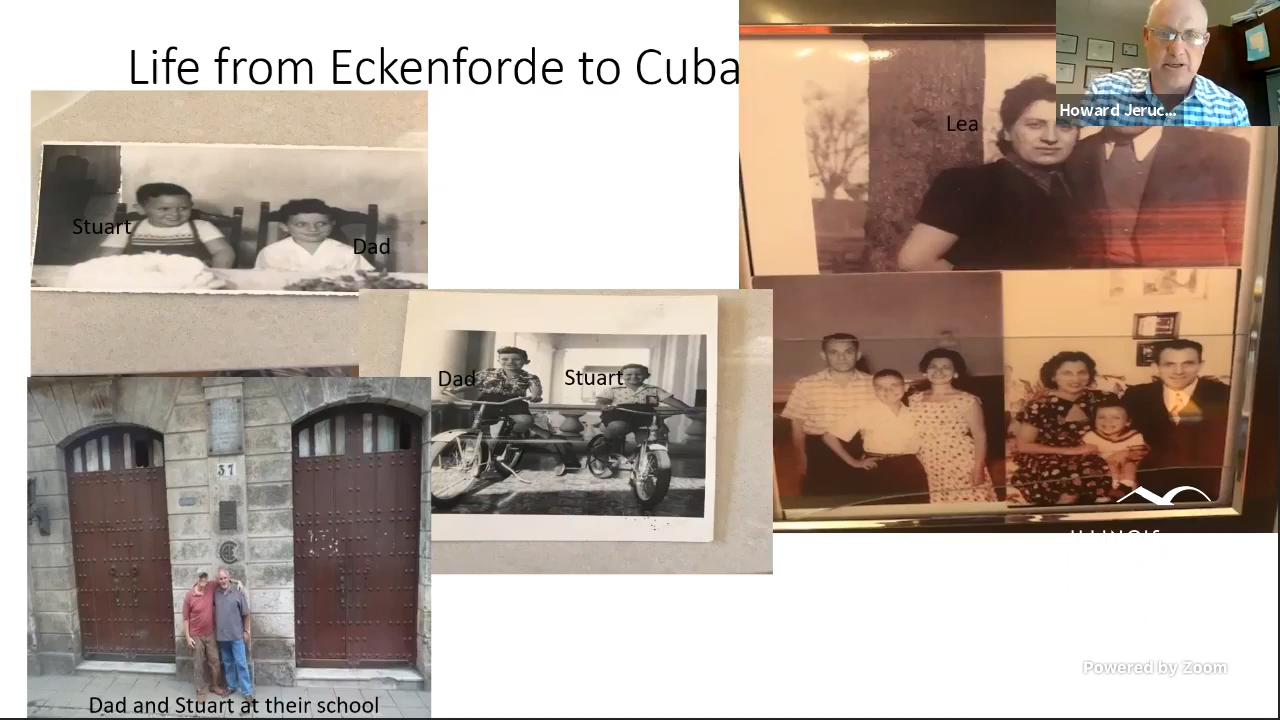 Life from Eckenforde to Cuba
Howard Jeruc...
Lea
Stuart
Dad
Dad
Stuart
37
Dad and Stuart at their school
ILLINOIS
Powered by Zoom